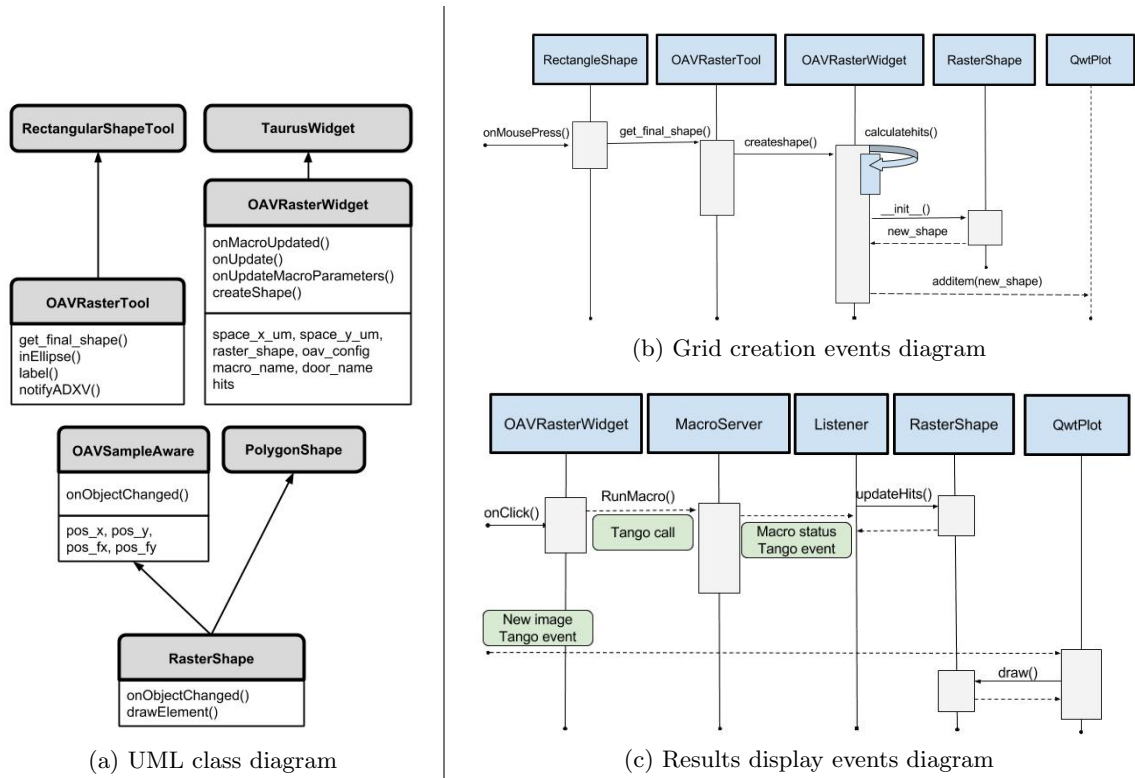 RectangularShapeTool
TaurusWidget
OAVRasterWidget
onMacroUpdated()
onUpdate()
onUpdateMacroParameters()
createShape()
space_x_um, space_y_um,
raster_shape, oav_config
macro_name, door_name
hits
OAVRasterTool
get_final_shape()
inEllipse()
label()
notifyADXV()
OAVSampleAware
onObjectChanged()
pos_x, pos_y,
pos_fx, pos_fy
PolygonShape
RasterShape
onObjectChanged()
drawElement()
(a) UML class diagram
RectangleShape
OAVRasterTool
OAVRasterWidget
RasterShape
QwtPlot
onMousePress()
get_final_shape()
createshape()
calculatehits()
__init__()
new_shape
additem(new_shape)
(b) Grid creation events diagram
OAVRasterWidget
MacroServer
Listener
RasterShape
QwtPlot
onClick()
RunMacro()
Tango call
Macro status
Tango event
updateHits()
New image
Tango event
draw()
(c) Results display events diagram